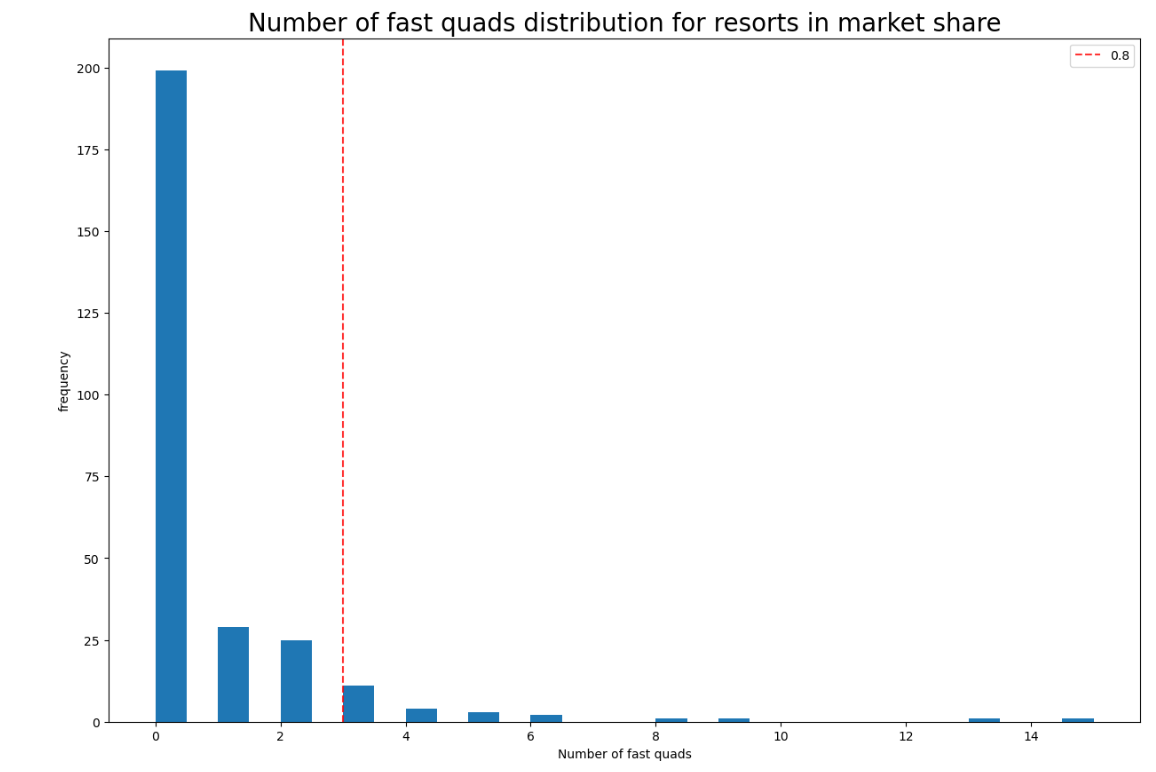 Number of fast quads distribution for resorts in market share
0.8
200
175
150
125
100
75
50
25
0
frequency
0 2 4 6 8 10 12 14
Number of fast quads